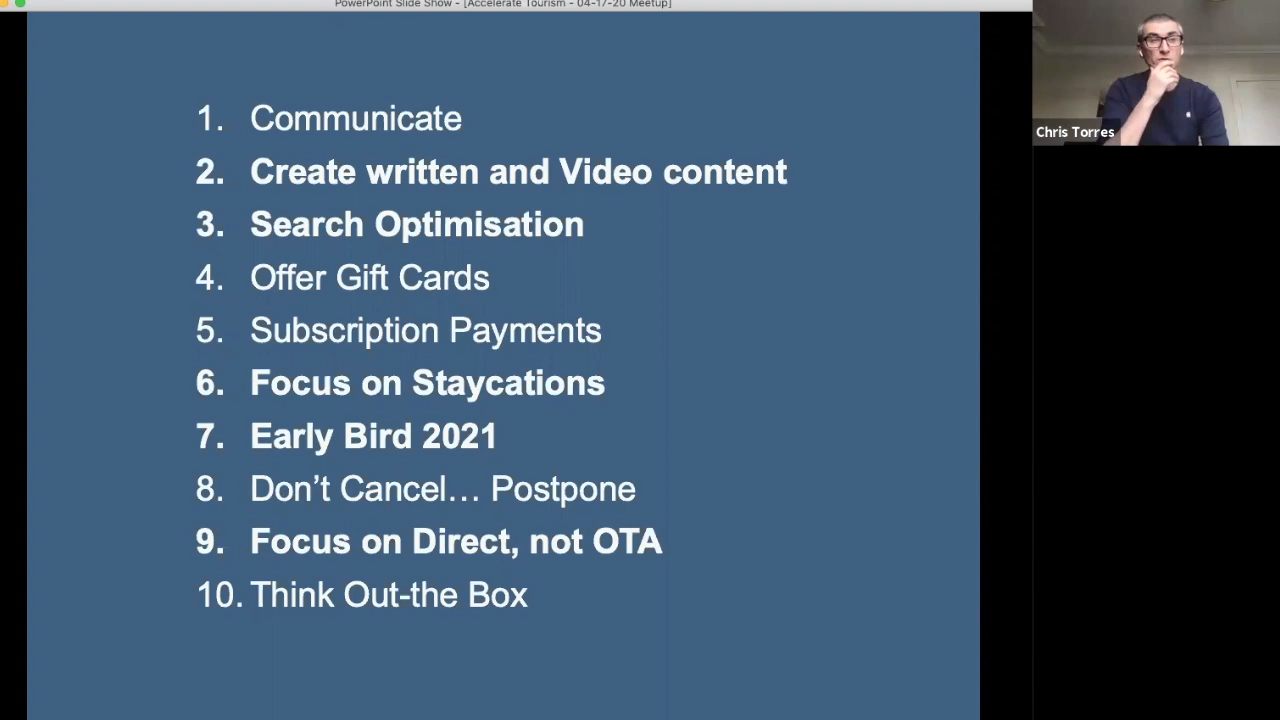 PowerPoint Slide Show - [Accelerate Tourism - 04-17-20 Meetup]
1. Communicate
2. Create written and Video content
3. Search Optimisation
4. Offer Gift Cards
5. Subscription Payments
6. Focus on Staycations
7. Early Bird 2021
8. Don’t Cancel… Postpone
9. Focus on Direct, not OTA
10. Think Out-the Box
Chris Torres